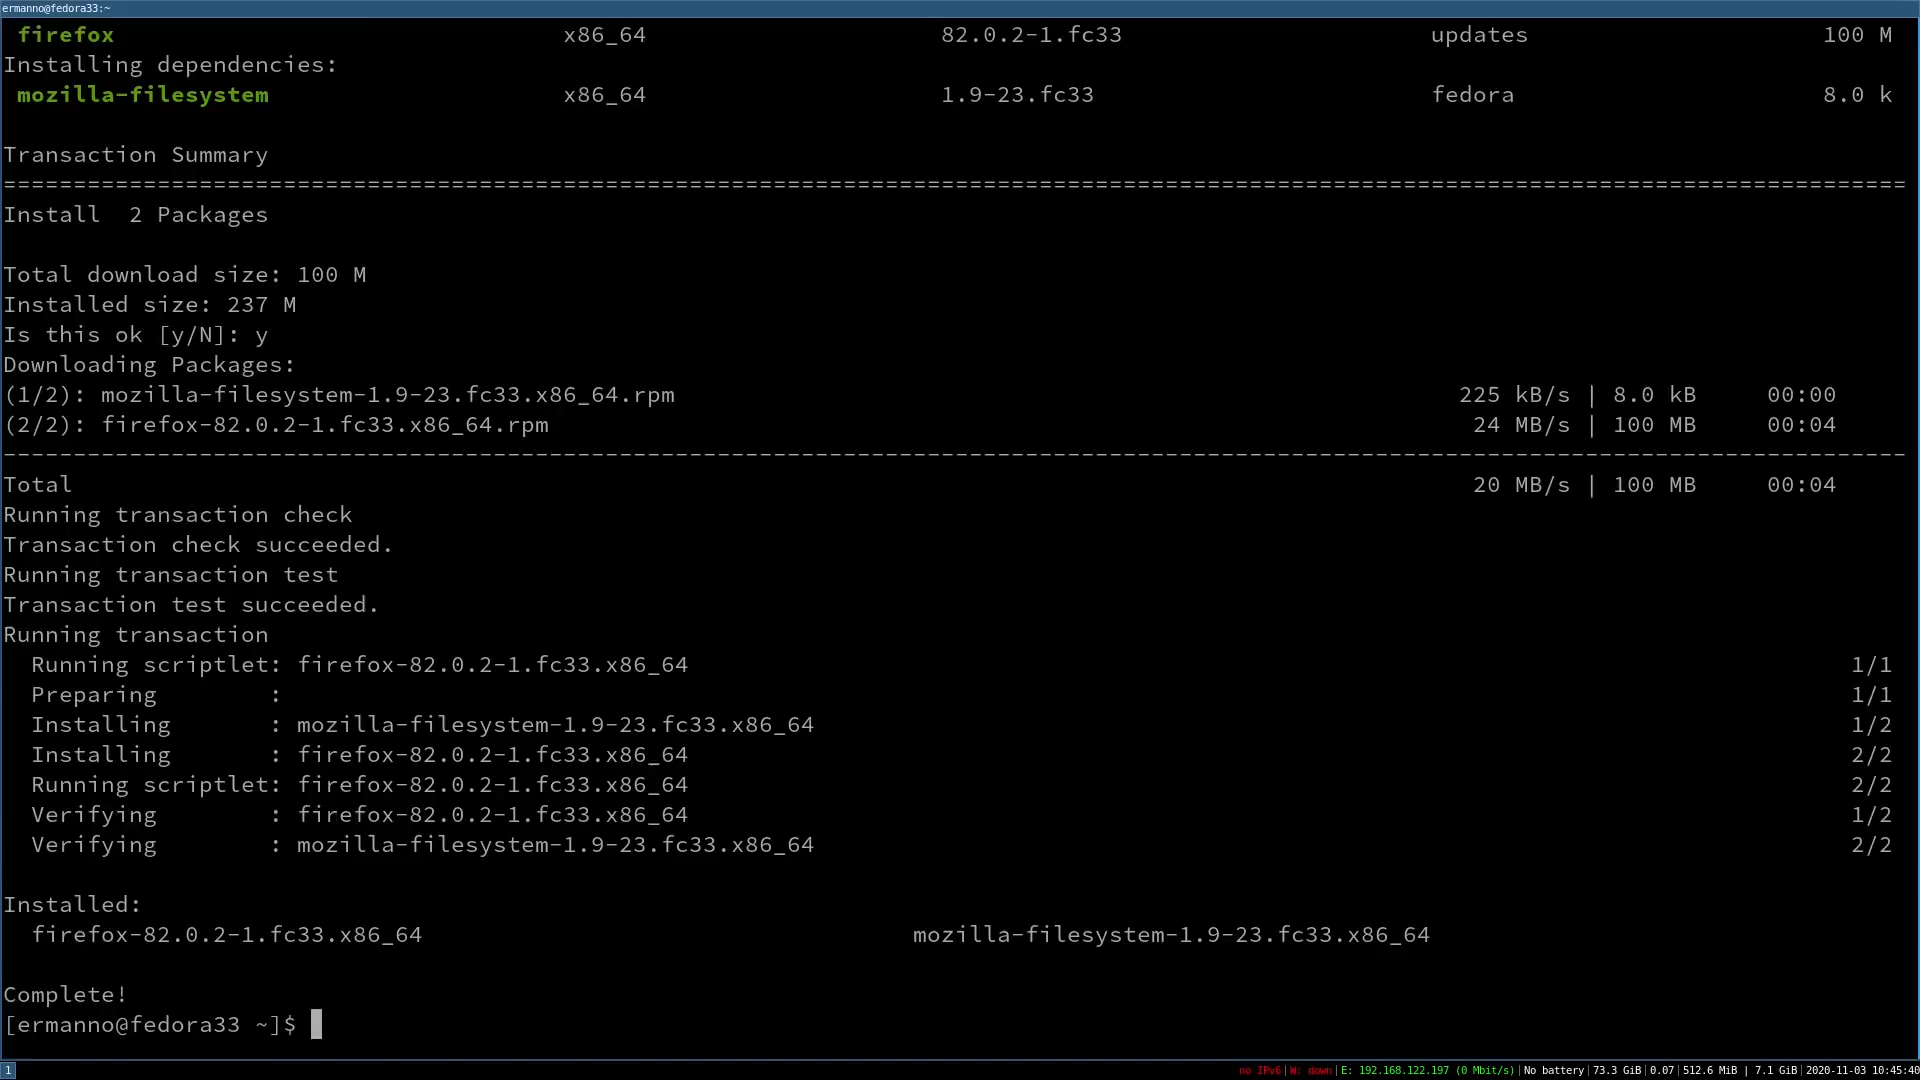 ermanno@fedora33:~
firefox x86_64 82.0.2-1.fc33 updates 100 M
Installing dependencies:
mozilla-filesystem x86_64 1.9-23.fc33 fedora 8.0 k
Transaction Summary
================================================================================
Install  2 Packages
Total download size: 100 M
Installed size: 237 M
Is this ok [y/N]: y
Downloading Packages:
(1/2): mozilla-filesystem-1.9-23.fc33.x86_64.rpm 225 kB/s | 8.0 kB 00:00
(2/2): firefox-82.0.2-1.fc33.x86_64.rpm 24 MB/s | 100 MB 00:04
--------------------------------------------------------------------------------
Total 20 MB/s | 100 MB 00:04
Running transaction check
Transaction check succeeded.
Running transaction test
Transaction test succeeded.
Running transaction
Running scriptlet: firefox-82.0.2-1.fc33.x86_64 1/1
Preparing : 1/1
Installing : mozilla-filesystem-1.9-23.fc33.x86_64 1/2
Installing : firefox-82.0.2-1.fc33.x86_64 2/2
Running scriptlet: firefox-82.0.2-1.fc33.x86_64 2/2
Verifying : firefox-82.0.2-1.fc33.x86_64 1/2
Verifying : mozilla-filesystem-1.9-23.fc33.x86_64 2/2
Installed:
firefox-82.0.2-1.fc33.x86_64 mozilla-filesystem-1.9-23.fc33.x86_64
Complete!
[ermanno@fedora33 ~]$
1 no IPv6|W: down|E: 192.168.122.197 (0 Mbit/s)|No battery|73.3 GiB|0.07|512.6 MiB | 7.1 GiB|2020-11-03 10:45:40